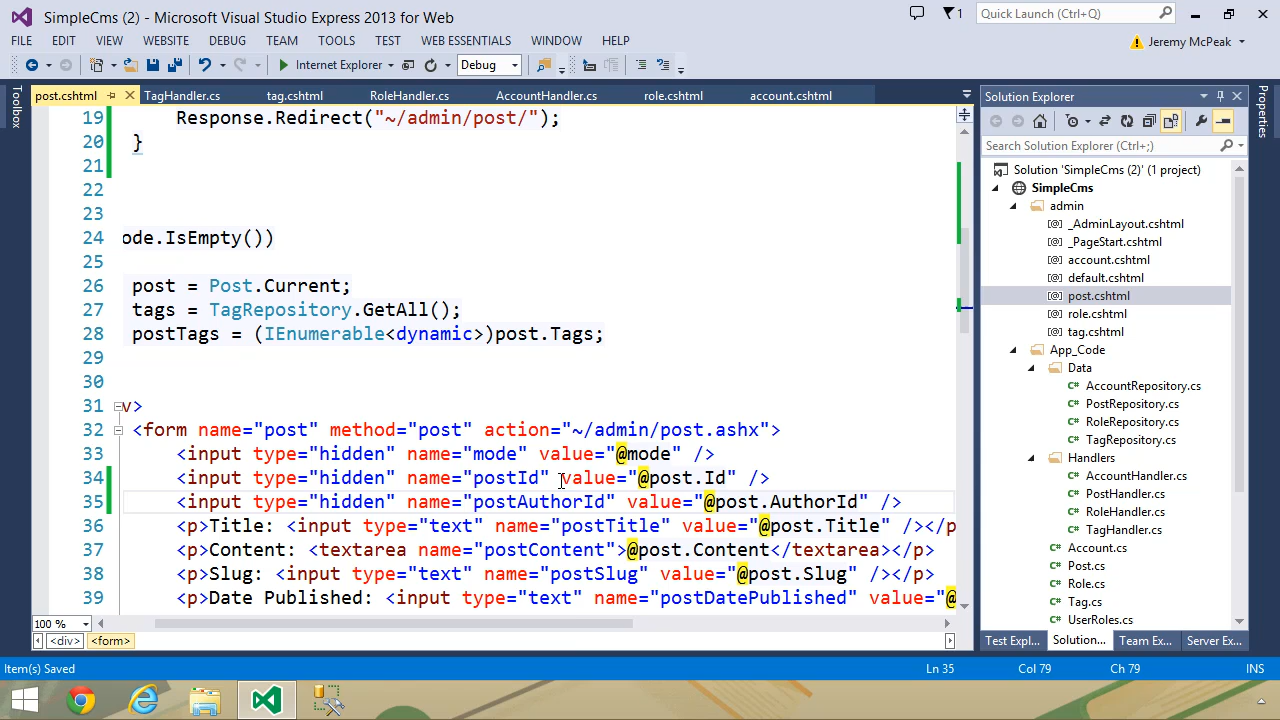 SimpleCms (2) - Microsoft Visual Studio Express 2013 for Web
1
Quick Launch (Ctrl+;)
FILE EDIT VIEW WEBSITE DEBUG TEAM TOOLS TEST WEB ESSENTIALS WINDOW HELP
Jeremy McPeak
Internet Explorer
Debug
Toolbox
post.cshtml TagHandler.cs tag.cshtml RoleHandler.cs AccountHandler.cs role.cshtml account.cshtml
19 Response.Redirect("~/admin/post/");
20 }
21
22
23
24 ode.IsEmpty())
25
26 post = Post.Current;
27 tags = TagRepository.GetAll();
28 postTags = (IEnumerable<dynamic>)post.Tags;
29
30
31 v>
32 <form name="post" method="post" action="~/admin/post.ashx">
33 <input type="hidden" name="mode" value="@mode" />
34 <input type="hidden" name="postId" value="@post.Id" />
35 <input type="hidden" name="postAuthorId" value="@post.AuthorId" />
36 <p>Title: <input type="text" name="postTitle" value="@post.Title" /></p
37 <p>Content: <textarea name="postContent">@post.Content</textarea></p>
38 <p>Slug: <input type="text" name="postSlug" value="@post.Slug" /></p>
39 <p>Date Published: <input type="text" name="postDatePublished" value="@
100 %
<div> <form>
Solution Explorer
Search Solution Explorer (Ctrl+;)
Solution 'SimpleCms (2)' (1 project)
SimpleCms
admin
_AdminLayout.cshtml
_PageStart.cshtml
account.cshtml
default.cshtml
post.cshtml
role.cshtml
tag.cshtml
App_Code
Data
AccountRepository.cs
PostRepository.cs
RoleRepository.cs
TagRepository.cs
Handlers
AccountHandler.cs
PostHandler.cs
RoleHandler.cs
TagHandler.cs
Account.cs
Post.cs
Role.cs
Tag.cs
UserRoles.cs
Test Expl... Solution... Team Ex... Server Ex...
Properties
Item(s) Saved
Ln 35 Col 79 Ch 79 INS